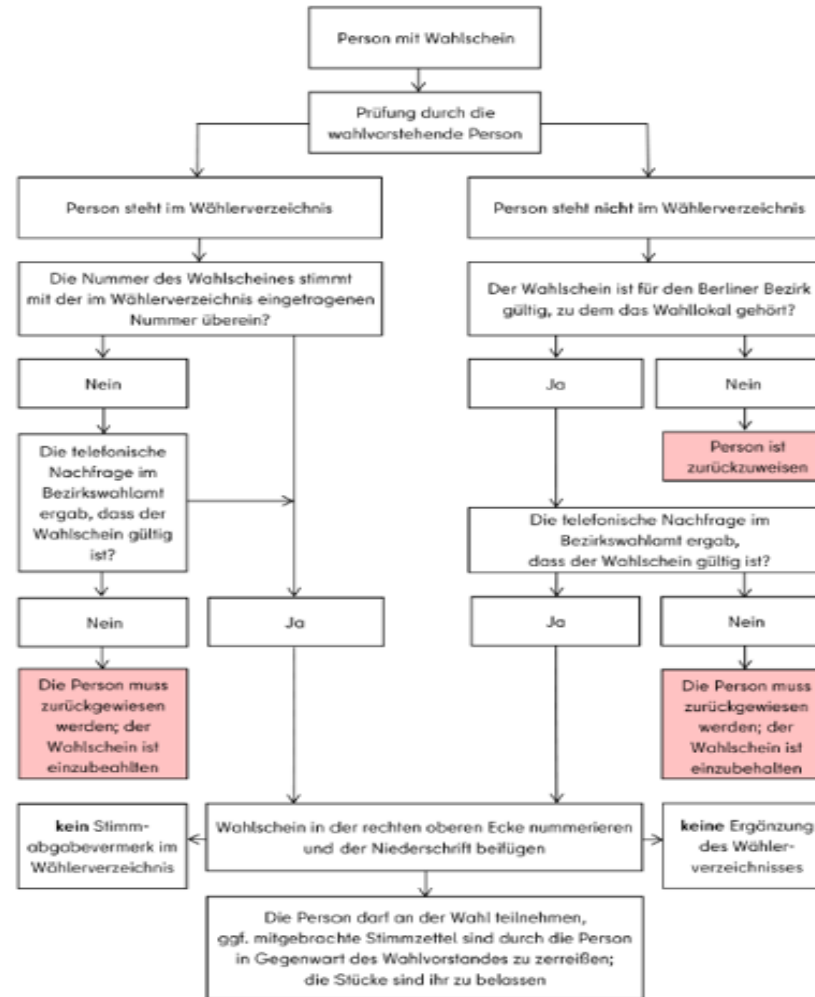 Person mit Wahlschein
Prüfung durch die
wahlvorstehende Person
Person steht im Wählerverzeichnis
Person steht nicht im Wählerverzeichnis
Die Nummer des Wahlscheines stimmt
mit der im Wählerverzeichnis eingetragenen
Nummer überein?
Der Wahlschein ist für den Berliner Bezirk
gültig, zu dem das Wahllokal gehört?
Nein
Ja
Nein
Die telefonische
Nachfrage im
Bezirkswahlamt
ergab, dass der
Wahlschein gültig
ist?
Person ist
zurückzuweisen
Die telefonische Nachfrage im
Bezirkswahlamt ergab,
dass der Wahlschein gültig ist?
Nein
Ja
Ja
Nein
Die Person muss
zurückgewiesen
werden; der
Wahlschein ist
einzubeahlten
Die Person muss
zurückgewiesen
werden; der
Wahlschein ist
einzubehalten
kein Stimm-
abgabevermerk im
Wählerverzeichnis
Wahlschein in der rechten oberen Ecke nummerieren
und der Niederschrift beifügen
keine Ergänzung
des Wähler-
verzeichnisses
Die Person darf an der Wahl teilnehmen,
ggf. mitgebrachte Stimmzettel sind durch die Person
in Gegenwart des Wahlvorstandes zu zerreißen;
die Stücke sind ihr zu belassen